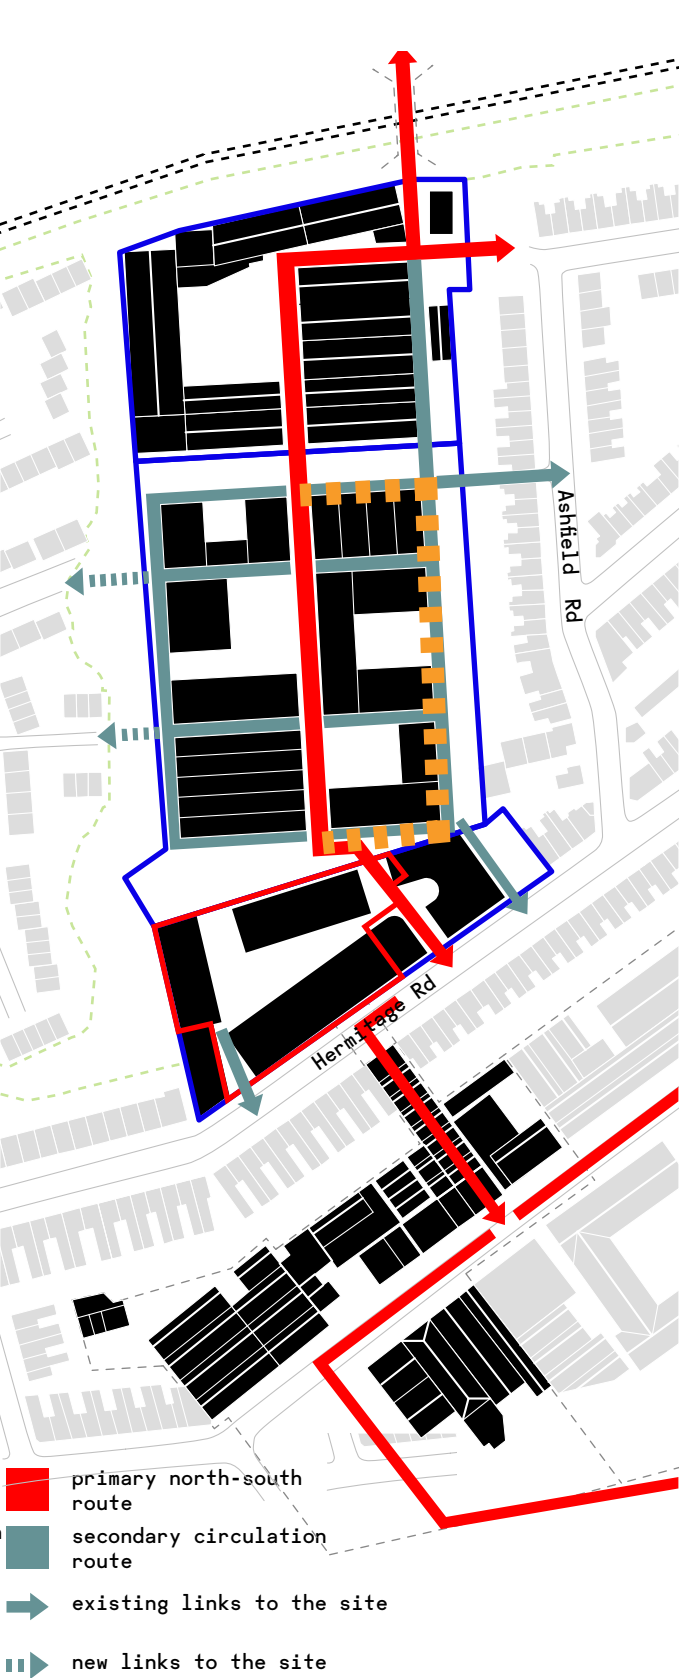 Ashfield Rd
Hermitage Rd
primary north-south
route
secondary circulation
route
existing links to the site
new links to the site